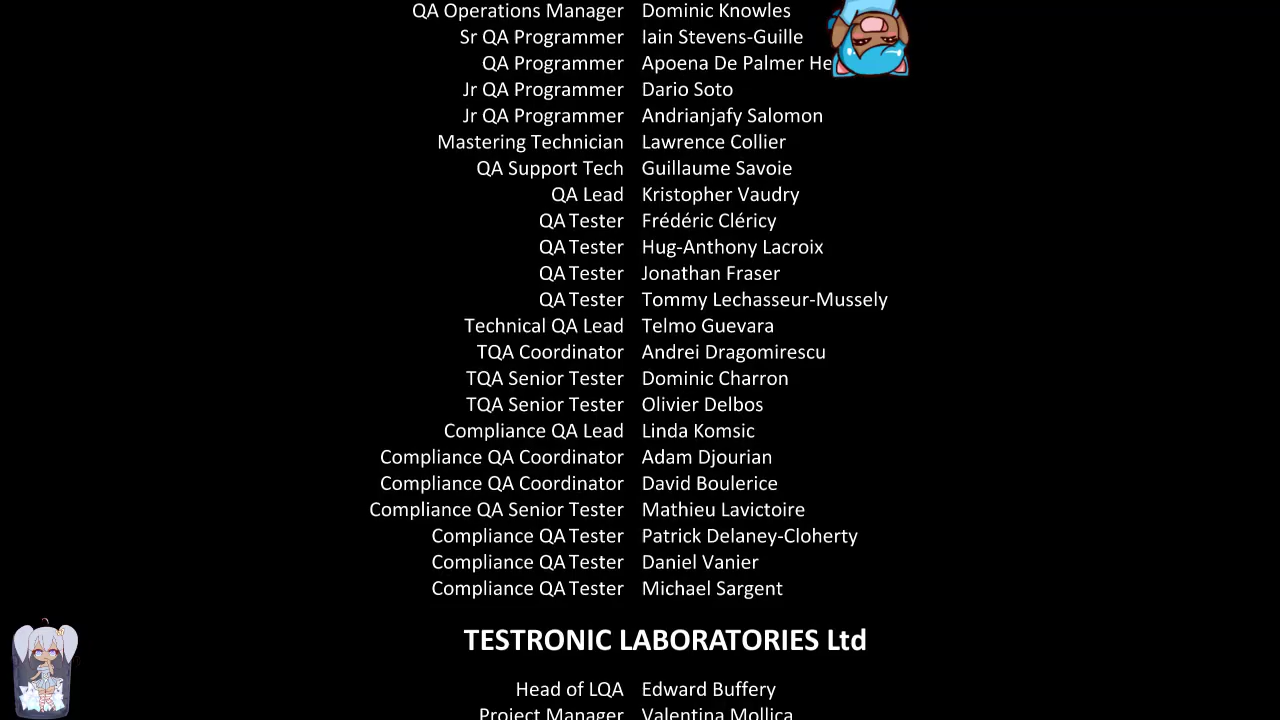 QA Operations Manager Dominic Knowles
Sr QA Programmer Iain Stevens-Guille
QA Programmer Apoena De Palmer
Jr QA Programmer Dario Soto
Jr QA Programmer Andrianjafy Salomon
Mastering Technician Lawrence Collier
QA Support Tech Guillaume Savoie
QA Lead Kristopher Vaudry
QA Tester Frédéric Cléricy
QA Tester Hug-Anthony Lacroix
QA Tester Jonathan Fraser
QA Tester Tommy Lechasseur-Mussely
Technical QA Lead Telmo Guevara
TQA Coordinator Andrei Dragomirescu
TQA Senior Tester Dominic Charron
TQA Senior Tester Olivier Delbos
Compliance QA Lead Linda Komsic
Compliance QA Coordinator Adam Djourian
Compliance QA Coordinator David Boulerice
Compliance QA Senior Tester Mathieu Lavictoire
Compliance QA Tester Patrick Delaney-Cloherty
Compliance QA Tester Daniel Vanier
Compliance QA Tester Michael Sargent
TESTRONIC LABORATORIES Ltd
Head of LQA Edward Buffery
Project Manager Valentina Mollica